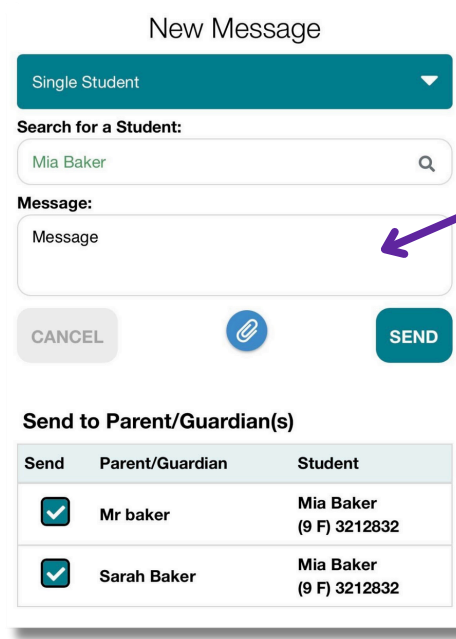 New Message
Single Student
Search for a Student:
Mia Baker
Message:
Message
CANCEL
SEND
Send to Parent/Guardian(s)
Send Parent/Guardian Student
Mr baker Mia Baker
(9 F) 3212832
Sarah Baker Mia Baker
(9 F) 3212832